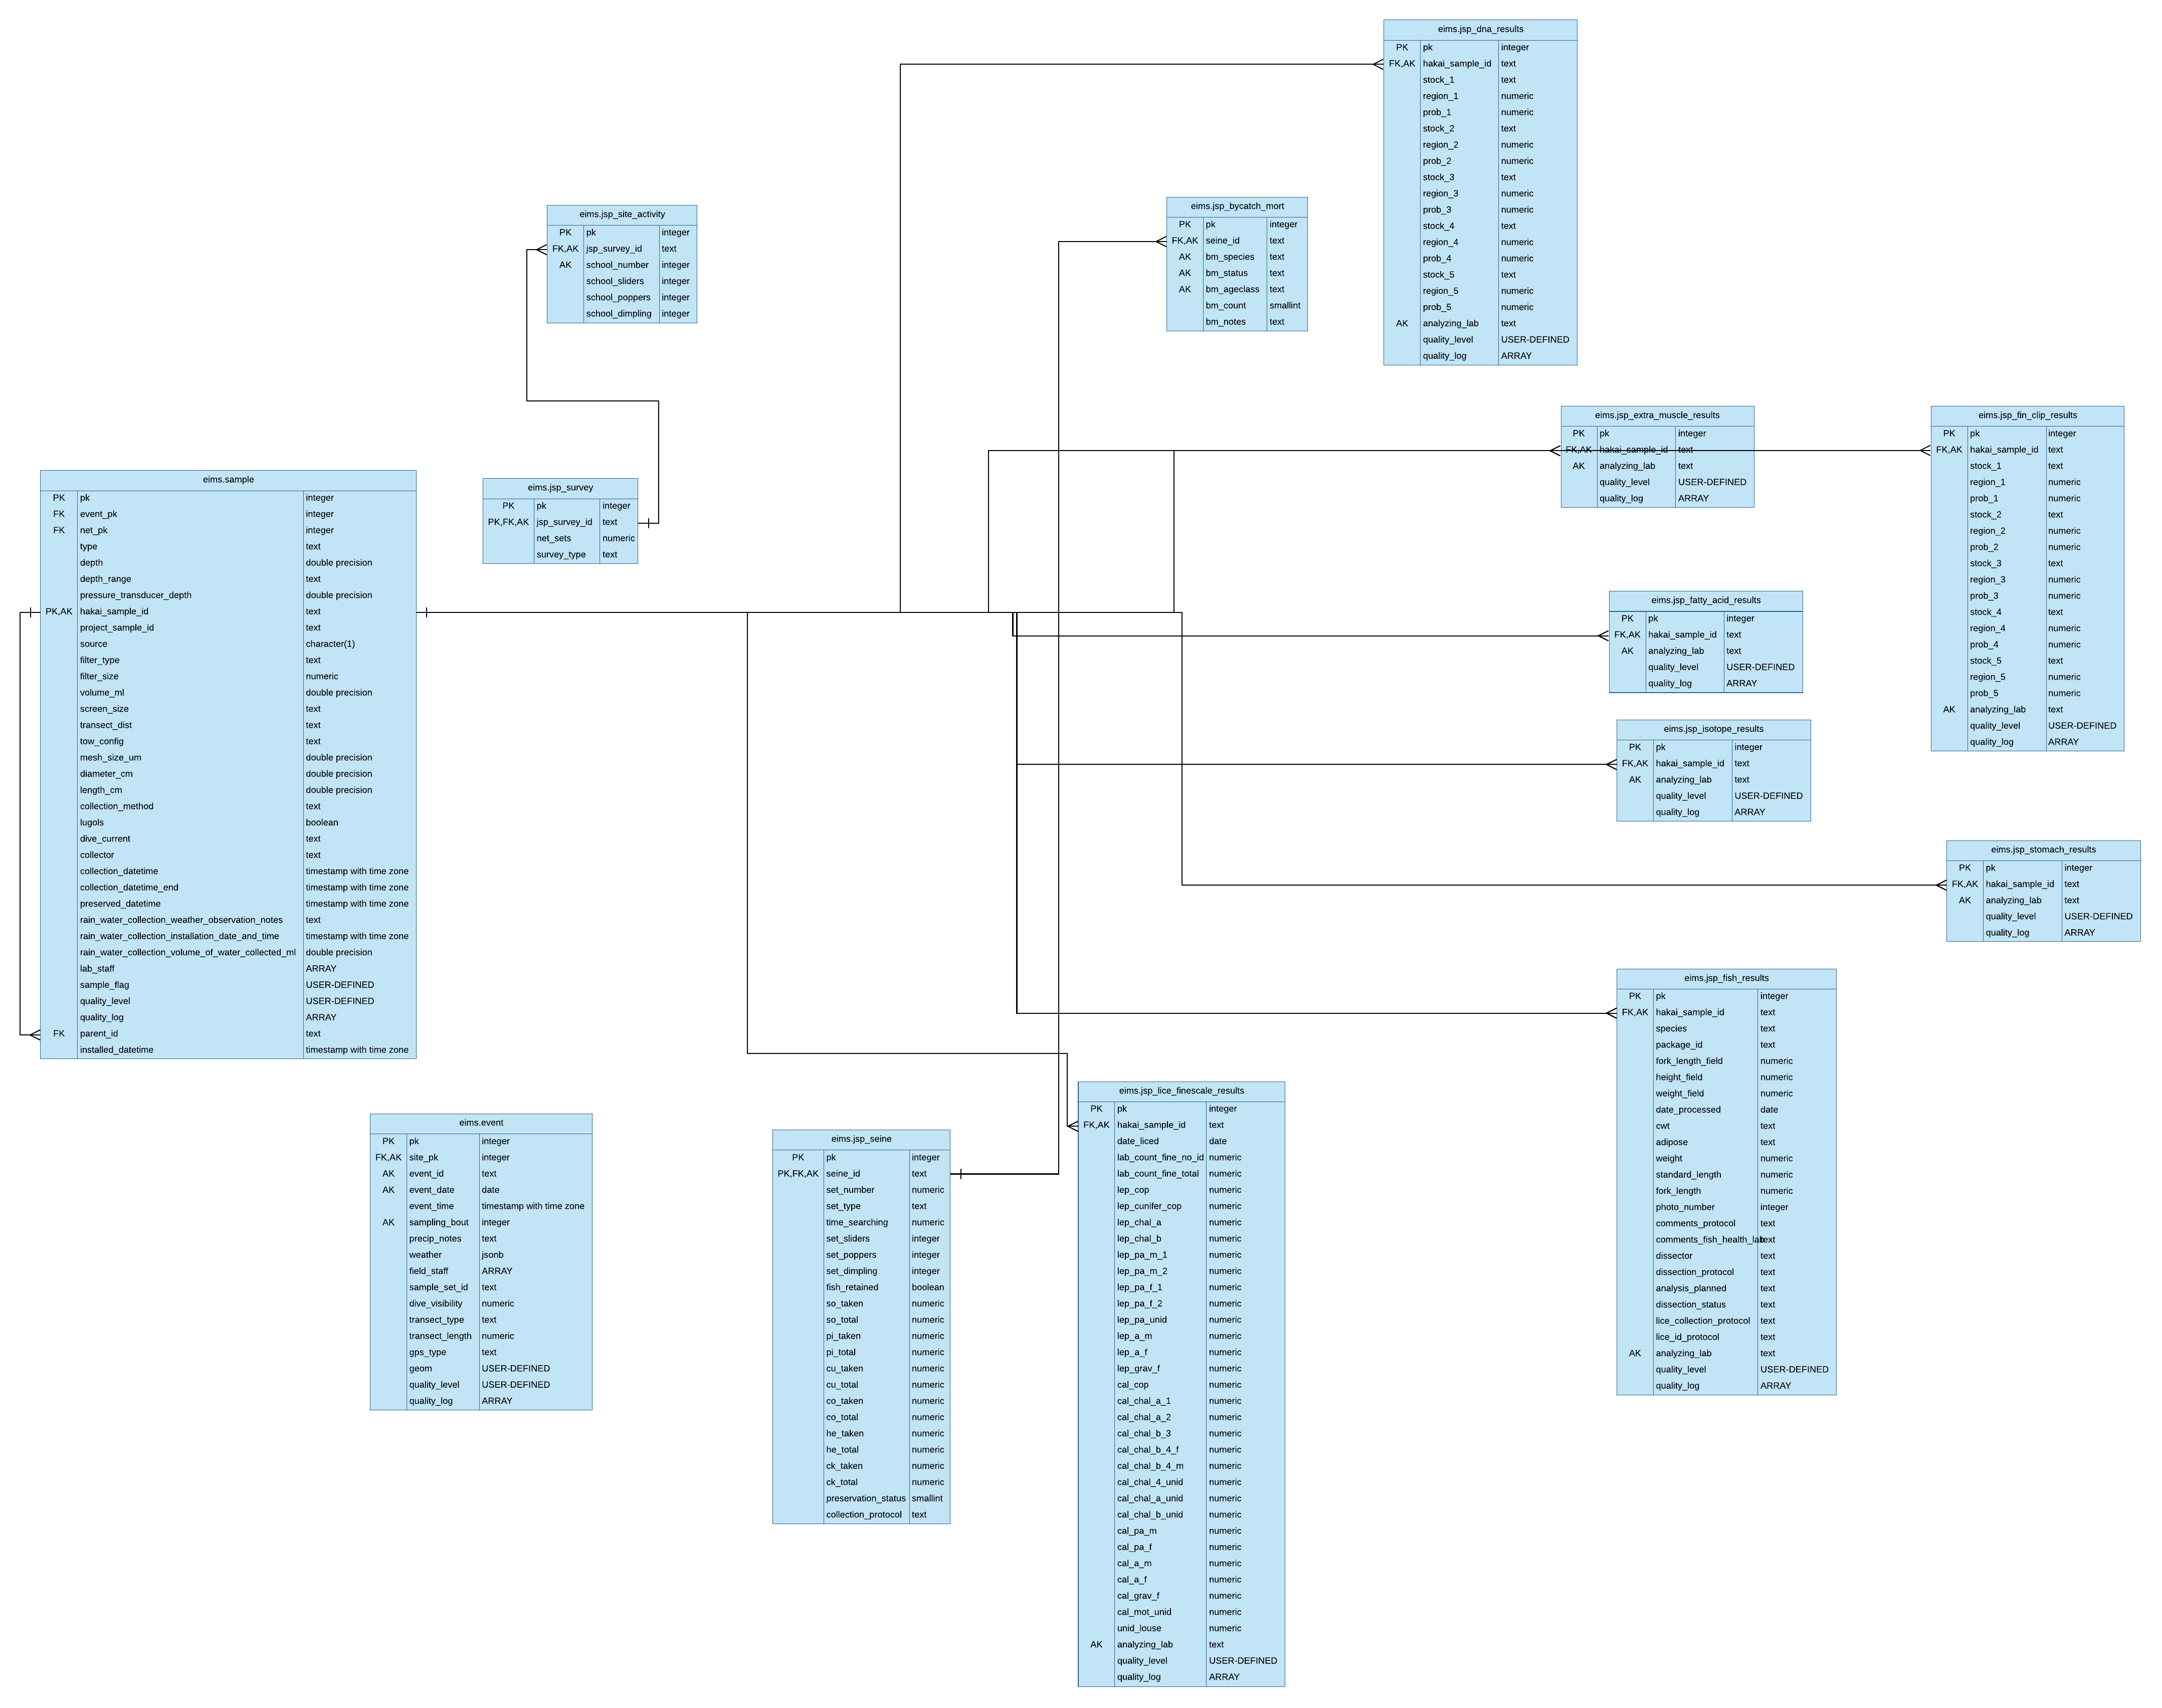 eims.jsp_dna_results
PK pk integer
FK,AK hakai_sample_id text
stock_1 text
region_1 numeric
prob_1 numeric
stock_2 text
region_2 numeric
prob_2 numeric
stock_3 text
region_3 numeric
prob_3 numeric
stock_4 text
region_4 numeric
prob_4 numeric
stock_5 text
region_5 numeric
prob_5 numeric
AK analyzing_lab text
quality_level USER-DEFINED
quality_log ARRAY
eims.jsp_bycatch_mort
PK pk integer
FK,AK seine_id text
AK bm_species text
AK bm_status text
AK bm_ageclass text
bm_count smallint
bm_notes text
eims.jsp_site_activity
PK pk integer
FK,AK jsp_survey_id text
AK school_number integer
school_sliders integer
school_poppers integer
school_dimpling integer
eims.jsp_extra_muscle_results
PK pk integer
FK,AK hakai_sample_id text
AK analyzing_lab text
quality_level USER-DEFINED
quality_log ARRAY
eims.jsp_fin_clip_results
PK pk integer
FK,AK hakai_sample_id text
stock_1 text
region_1 numeric
prob_1 numeric
stock_2 text
region_2 numeric
prob_2 numeric
stock_3 text
region_3 numeric
prob_3 numeric
stock_4 text
region_4 numeric
prob_4 numeric
stock_5 text
region_5 numeric
prob_5 numeric
AK analyzing_lab text
quality_level USER-DEFINED
quality_log ARRAY
eims.sample
PK pk integer
FK event_pk integer
FK net_pk integer
type text
depth double precision
depth_range text
pressure_transducer_depth double precision
PK,AK hakai_sample_id text
project_sample_id text
source character(1)
filter_type text
filter_size numeric
volume_ml double precision
screen_size text
transect_dist text
tow_config text
mesh_size_um double precision
diameter_cm double precision
length_cm double precision
collection_method text
lugols boolean
dive_current text
collector text
collection_datetime timestamp with time zone
collection_datetime_end timestamp with time zone
preserved_datetime timestamp with time zone
rain_water_collection_weather_observation_notes text
rain_water_collection_installation_date_and_time timestamp with time zone
rain_water_collection_volume_of_water_collected_ml double precision
lab_staff ARRAY
sample_flag USER-DEFINED
quality_level USER-DEFINED
quality_log ARRAY
FK parent_id text
installed_datetime timestamp with time zone
eims.jsp_survey
PK pk integer
PK,FK,AK jsp_survey_id text
net_sets numeric
survey_type text
eims.jsp_fatty_acid_results
PK pk integer
FK,AK hakai_sample_id text
AK analyzing_lab text
quality_level USER-DEFINED
quality_log ARRAY
eims.jsp_isotope_results
PK pk integer
FK,AK hakai_sample_id text
AK analyzing_lab text
quality_level USER-DEFINED
quality_log ARRAY
eims.jsp_stomach_results
PK pk integer
FK,AK hakai_sample_id text
AK analyzing_lab text
quality_level USER-DEFINED
quality_log ARRAY
eims.jsp_fish_results
PK pk integer
FK,AK hakai_sample_id text
species text
package_id text
fork_length_field numeric
height_field numeric
weight_field numeric
date_processed date
cwt text
adipose text
weight numeric
standard_length numeric
fork_length numeric
photo_number integer
comments_protocol text
comments_fish_health_lab text
dissector text
dissection_protocol text
analysis_planned text
dissection_status text
lice_collection_protocol text
lice_id_protocol text
AK analyzing_lab text
quality_level USER-DEFINED
quality_log ARRAY
eims.event
PK pk integer
FK,AK site_pk integer
AK event_id text
AK event_date date
event_time timestamp with time zone
AK sampling_bout integer
precip_notes text
weather jsonb
field_staff ARRAY
sample_set_id text
dive_visibility numeric
transect_type text
transect_length numeric
gps_type text
geom USER-DEFINED
quality_level USER-DEFINED
quality_log ARRAY
eims.jsp_seine
PK pk integer
PK,FK,AK seine_id text
set_number numeric
set_type text
time_searching numeric
set_sliders integer
set_poppers integer
set_dimpling integer
fish_retained boolean
so_taken numeric
so_total numeric
pi_taken numeric
pi_total numeric
cu_taken numeric
cu_total numeric
co_taken numeric
co_total numeric
he_taken numeric
he_total numeric
ck_taken numeric
ck_total numeric
preservation_status smallint
collection_protocol text
eims.jsp_lice_finescale_results
PK pk integer
FK,AK hakai_sample_id text
date_liced date
lab_count_fine_no_id numeric
lab_count_fine_total numeric
lep_cop numeric
lep_cunifer_cop numeric
lep_chal_a numeric
lep_chal_b numeric
lep_pa_m_1 numeric
lep_pa_m_2 numeric
lep_pa_f_1 numeric
lep_pa_f_2 numeric
lep_pa_unid numeric
lep_a_m numeric
lep_a_f numeric
lep_grav_f numeric
cal_cop numeric
cal_chal_a_1 numeric
cal_chal_a_2 numeric
cal_chal_b_3 numeric
cal_chal_b_4_f numeric
cal_chal_b_4_m numeric
cal_chal_4_unid numeric
cal_chal_a_unid numeric
cal_chal_b_unid numeric
cal_pa_m numeric
cal_pa_f numeric
cal_a_m numeric
cal_a_f numeric
cal_grav_f numeric
cal_mot_unid numeric
unid_louse numeric
AK analyzing_lab text
quality_level USER-DEFINED
quality_log ARRAY